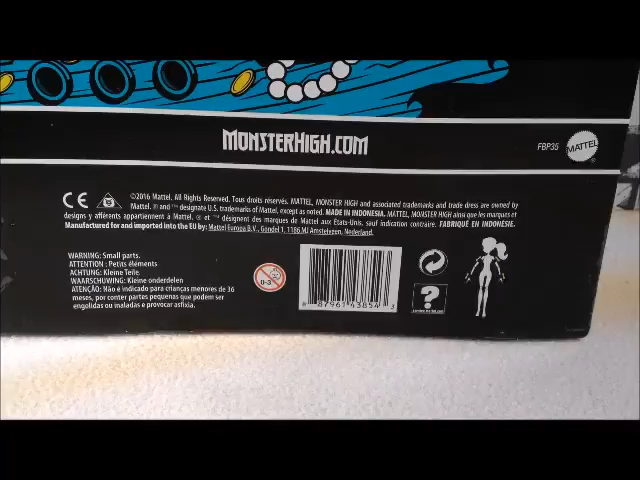 MONSTERHIGH.COM
FBP35
MATTEL
®
CE ©2016 Mattel. All Rights Reserved. Tous droits réservés. MATTEL, MONSTER HIGH and associated trademarks and trade dress are owned by
Mattel. ® and ™ designate U.S. trademarks of Mattel, except as noted. MADE IN INDONESIA. MATTEL, MONSTER HIGH ainsi que les marques et
designs y afférents appartiennent à Mattel. ® et ™ désignent des marques de Mattel aux États-Unis, sauf indication contraire. FABRIQUÉ EN INDONÉSIE.
Manufactured for and imported into the EU by: Mattel Europa B.V., Gondel 1, 1186 MJ Amstelveen, Nederland.
WARNING: Small parts.
ATTENTION : Petits éléments
ACHTUNG: Kleine Teile.
WAARSCHUWING: Kleine onderdelen
ATENÇÃO: Não é indicado para crianças menores de 36
meses, por conter partes pequenas que podem ser
engolidas ou inaladas e provocar asfixia.
0-3
87961 43854 3
?